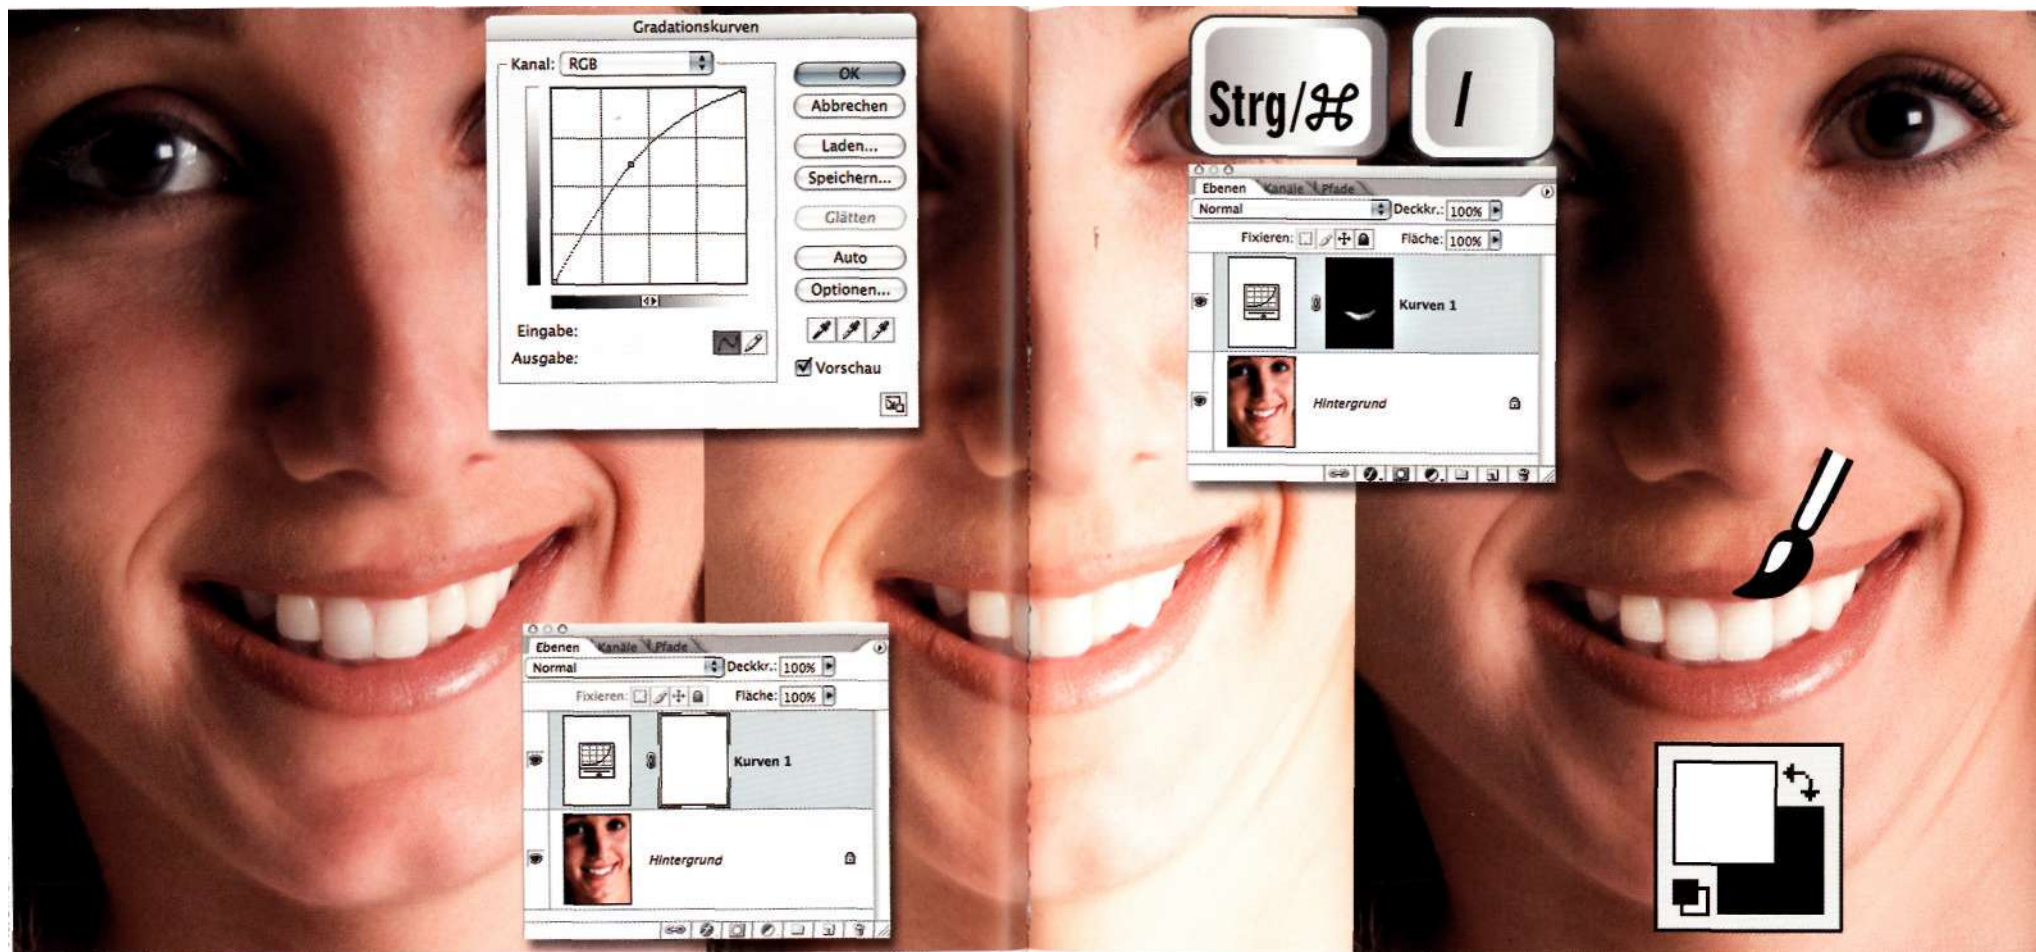 Gradationskurven
Kanal: RGB
OK
Abbrechen
Laden...
Speichern...
Glätten
Auto
Optionen...
Eingabe:
Ausgabe:
Vorschau
Ebenen Kanäle Pfade
Normal Deckkr.: 100%
Fixieren: Fläche: 100%
Kurven 1
Hintergrund
Strg/⌘ /
Ebenen Kanäle Pfade
Normal Deckkr.: 100%
Fixieren: Fläche: 100%
Kurven 1
Hintergrund